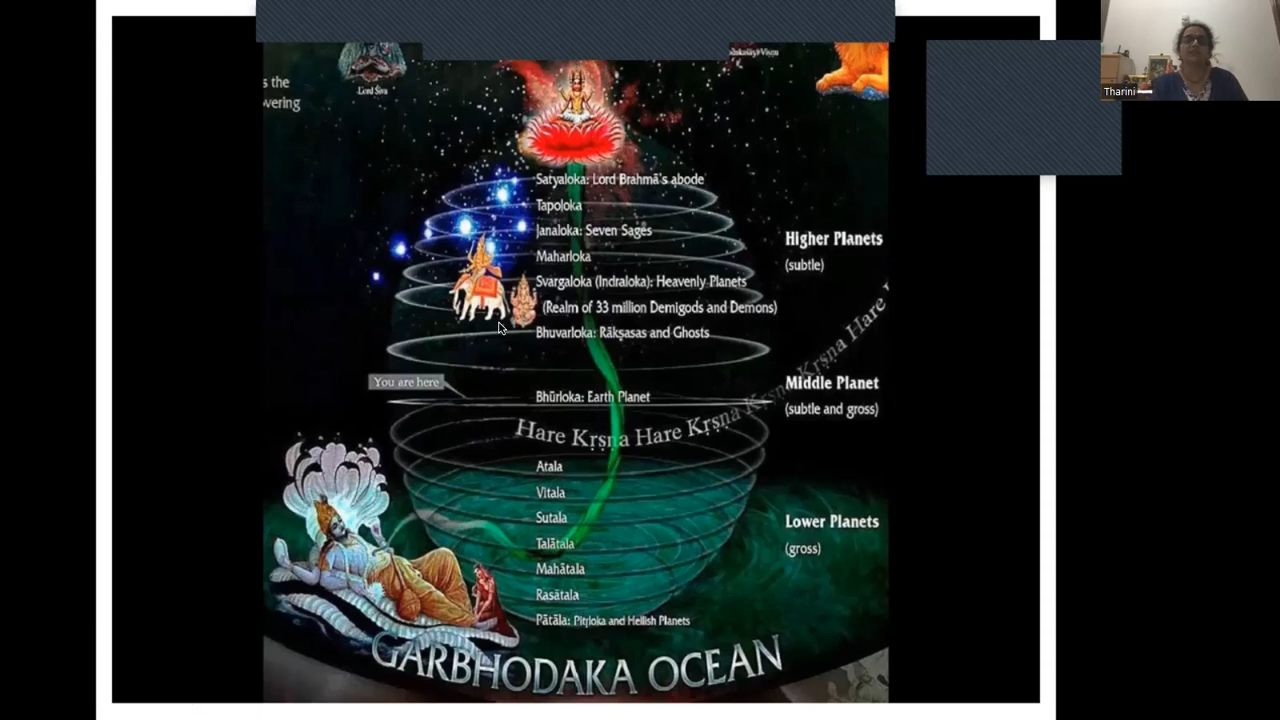 s the
vering
Lord Śiva
Tharini
Satyaloka: Lord Brahmā's abode
Tapoloka
Janaloka: Seven Sages
Maharloka
Svargaloka (Indraloka): Heavenly Planets
(Realm of 33 million Demigods and Demons)
Bhuvarloka: Rākṣasas and Ghosts
Higher Planets
(subtle)
You are here
Bhūrloka: Earth Planet
Middle Planet
(subtle and gross)
Hare Kṛṣṇa Hare Kṛṣṇa Kṛṣṇa Kṛṣṇa Hare
Atala
Vitala
Sutala
Talātala
Mahātala
Rasātala
Pātāla: Pitṛloka and Hellish Planets
Lower Planets
(gross)
GARBHODAKA OCEAN